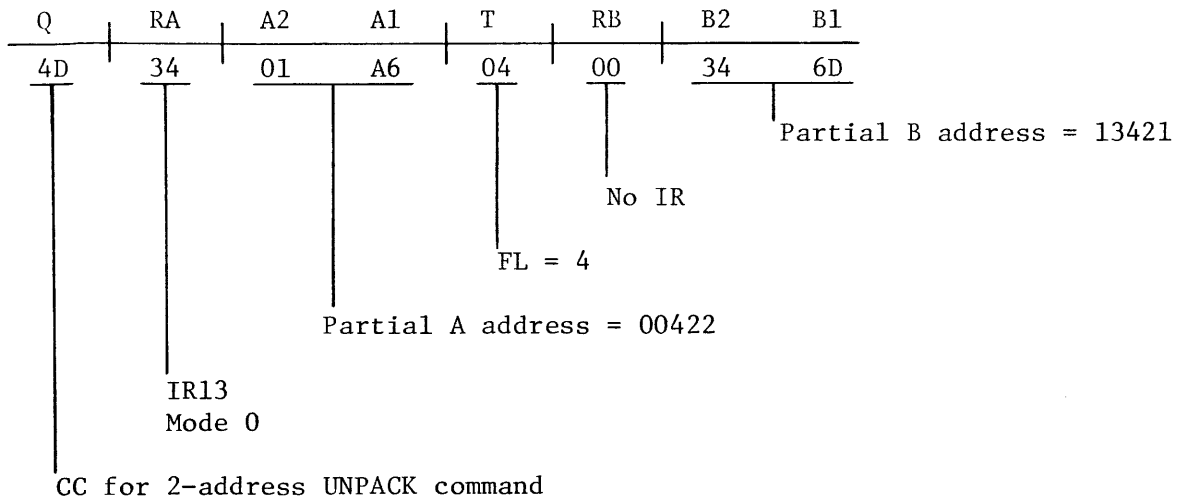 Q RA A2 A1 T RB B2 B1
4D 34 01 A6 04 00 34 6D
Partial B address = 13421
No IR
FL = 4
Partial A address = 00422
IR13
Mode 0
CC for 2-address UNPACK command